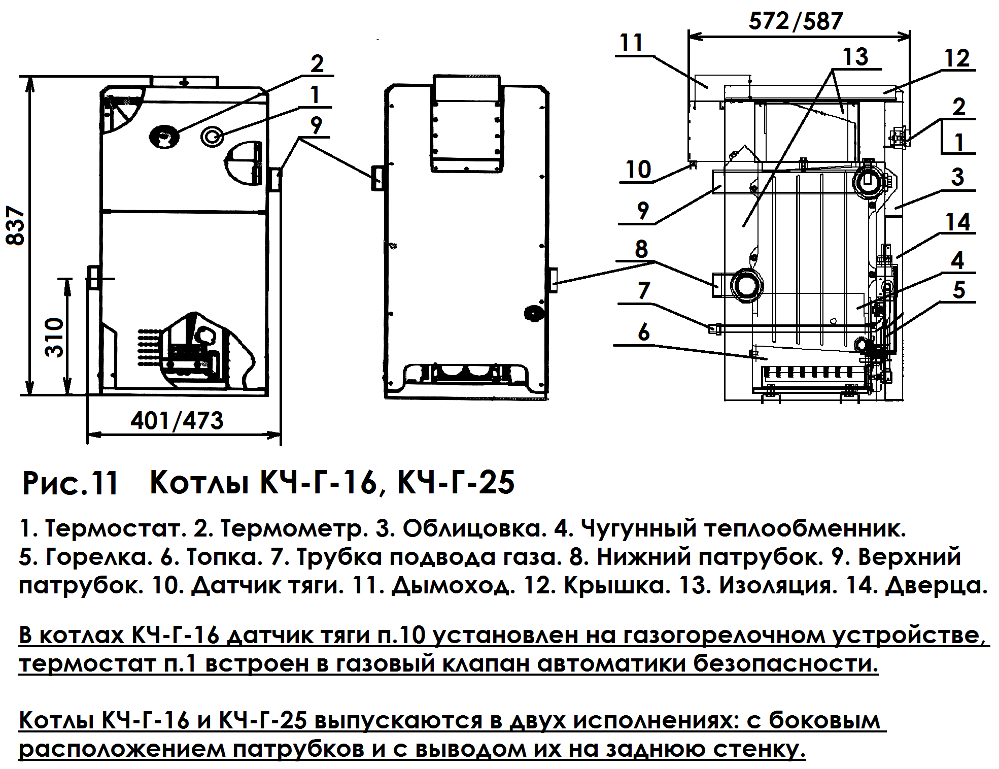 572/587
11
13
12
2
1
9
2
1
10
3
9
14
837
8
4
7
5
310
6
401/473
Рис.11 Котлы КЧ-Г-16, КЧ-Г-25
1. Термостат. 2. Термометр. 3. Облицовка. 4. Чугунный теплообменник.
5. Горелка. 6. Топка. 7. Трубка подвода газа. 8. Нижний патрубок. 9. Верхний
патрубок. 10. Датчик тяги. 11. Дымоход. 12. Крышка. 13. Изоляция. 14. Дверца.
В котлах КЧ-Г-16 датчик тяги п.10 установлен на газогорелочном устройстве,
термостат п.1 встроен в газовый клапан автоматики безопасности.
Котлы КЧ-Г-16 и КЧ-Г-25 выпускаются в двух исполнениях: с боковым
расположением патрубков и с выводом их на заднюю стенку.